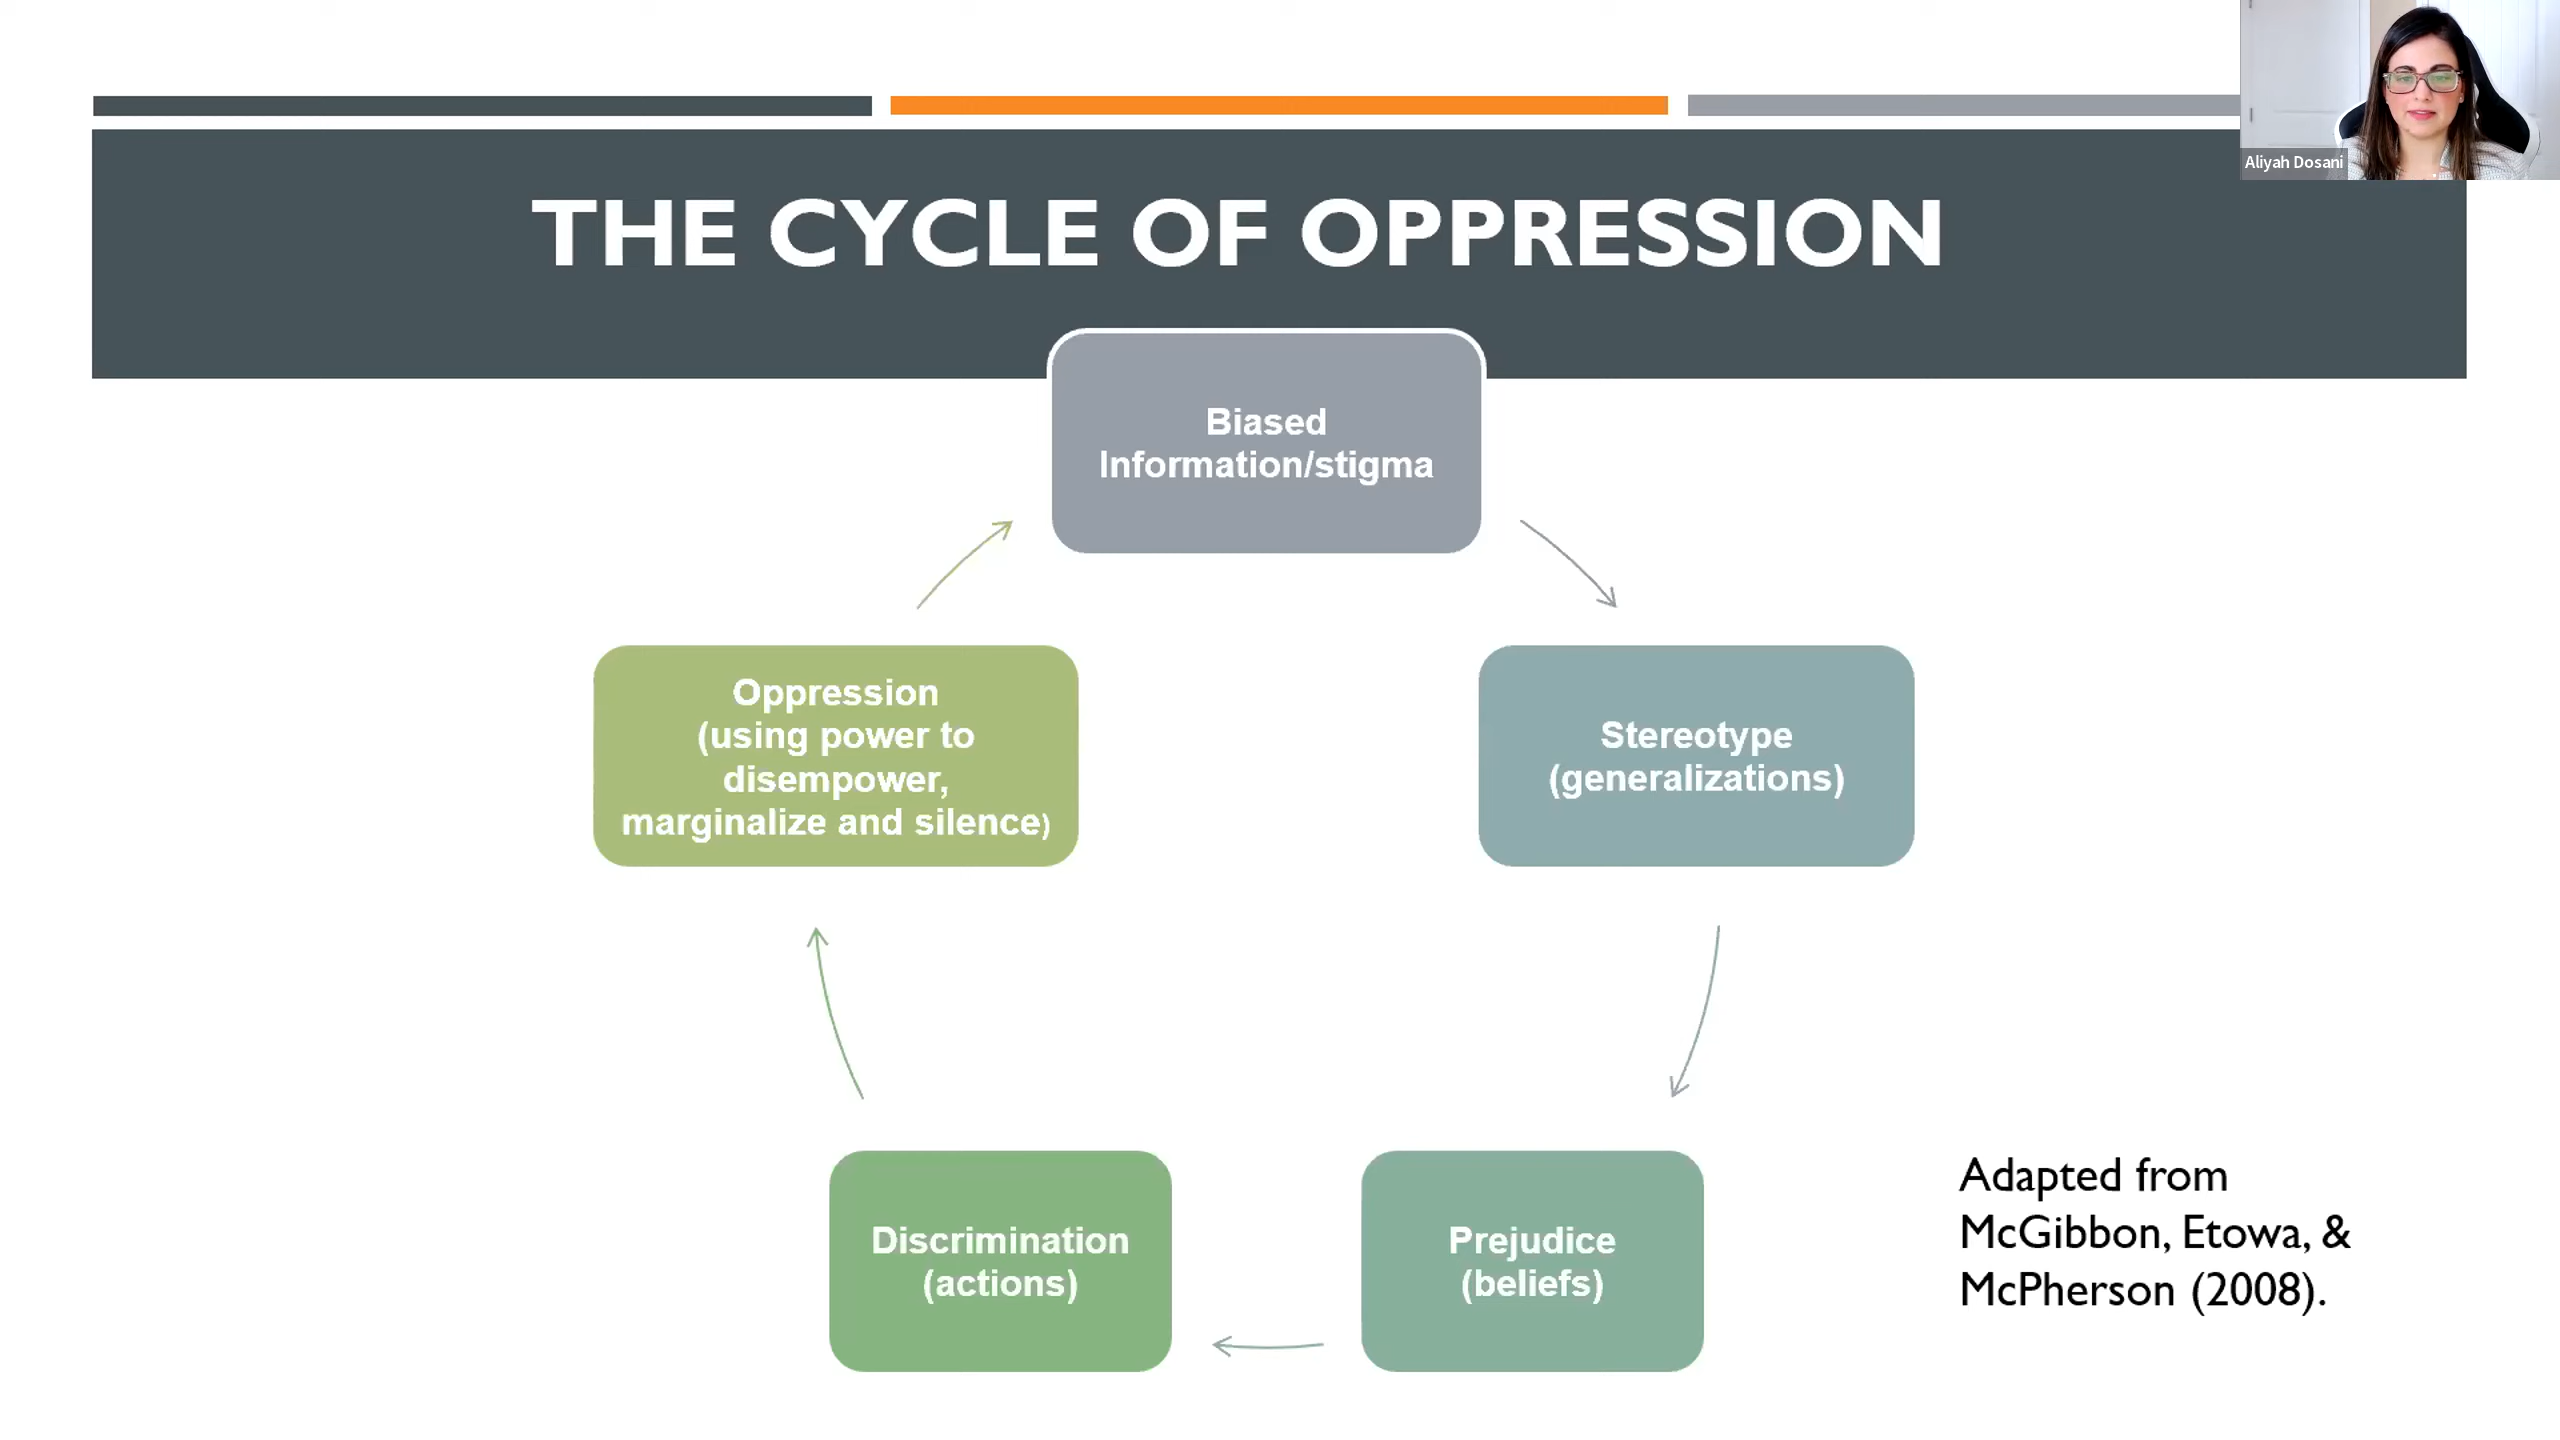 Aliyah Dosani
THE CYCLE OF OPPRESSION
Biased
Information/stigma
Stereotype
(generalizations)
Prejudice
(beliefs)
Discrimination
(actions)
Oppression
(using power to
disempower,
marginalize and silence)
Adapted from
McGibbon, Etowa, &
McPherson (2008).